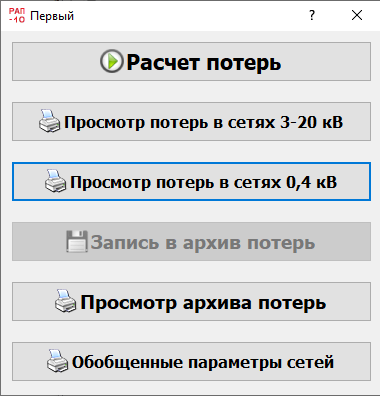 РАП
-10
Первый
?
Расчет потерь
Просмотр потерь в сетях 3-20 кВ
Просмотр потерь в сетях 0,4 кВ
Запись в архив потерь
Просмотр архива потерь
Обобщенные параметры сетей